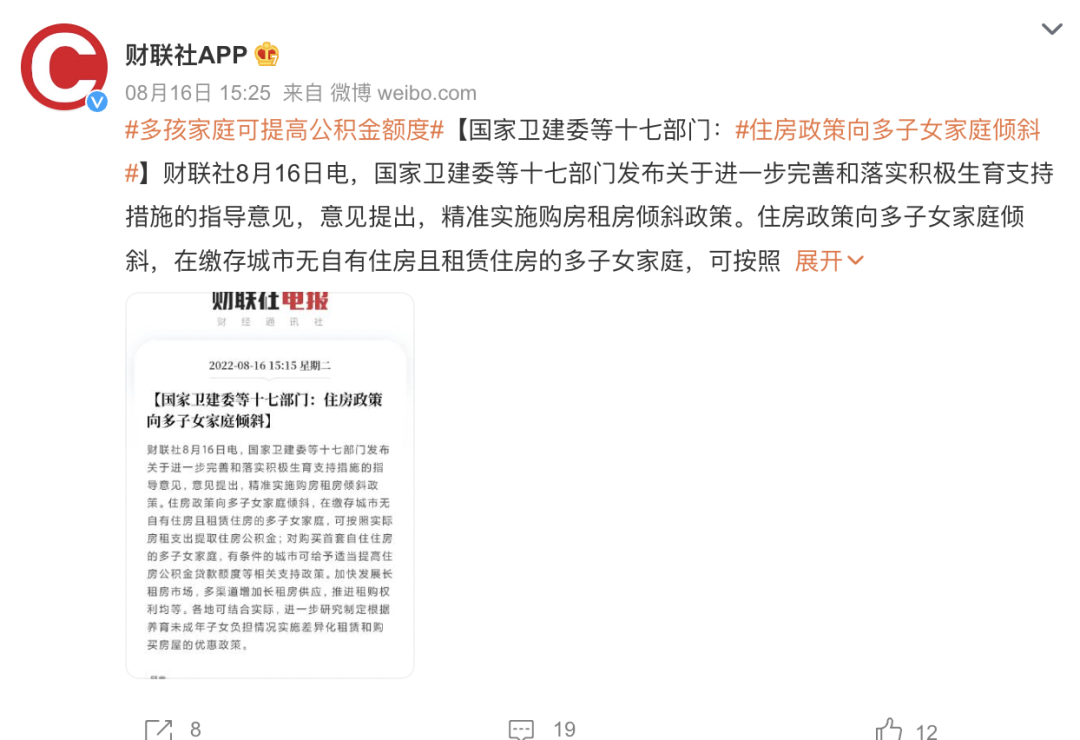 财联社APP
08月16日 15:25 来自 微博 weibo.com
#多孩家庭可提高公积金额度#【国家卫建委等十七部门：#住房政策向多子女家庭倾斜
#】财联社8月16日电，国家卫建委等十七部门发布关于进一步完善和落实积极生育支持
措施的指导意见，意见提出，精准实施购房租房倾斜政策。住房政策向多子女家庭倾
斜，在缴存城市无自有住房且租赁住房的多子女家庭，可按照 展开
财联社电报
财 经 通 讯 社
2022-08-16 15:15 星期二
【国家卫建委等十七部门：住房政策
向多子女家庭倾斜】
财联社8月16日电，国家卫建委等十七部门发布
关于进一步完善和落实积极生育支持措施的指
导意见，意见提出，精准实施购房租房倾斜政
策。住房政策向多子女家庭倾斜，在缴存城市无
自有住房且租赁住房的多子女家庭，可按照实际
房租支出提取住房公积金；对购买首套自住住房
的多子女家庭，有条件的城市可给予适当提高住
房公积金贷款额度等相关支持政策。加快发展长
租房市场，多渠道增加长租房供应，推进租购权
利均等。各地可结合实际，进一步研究制定根据
养育未成年子女负担情况实施差异化租赁和购
买房屋的优惠政策。
8
19
12